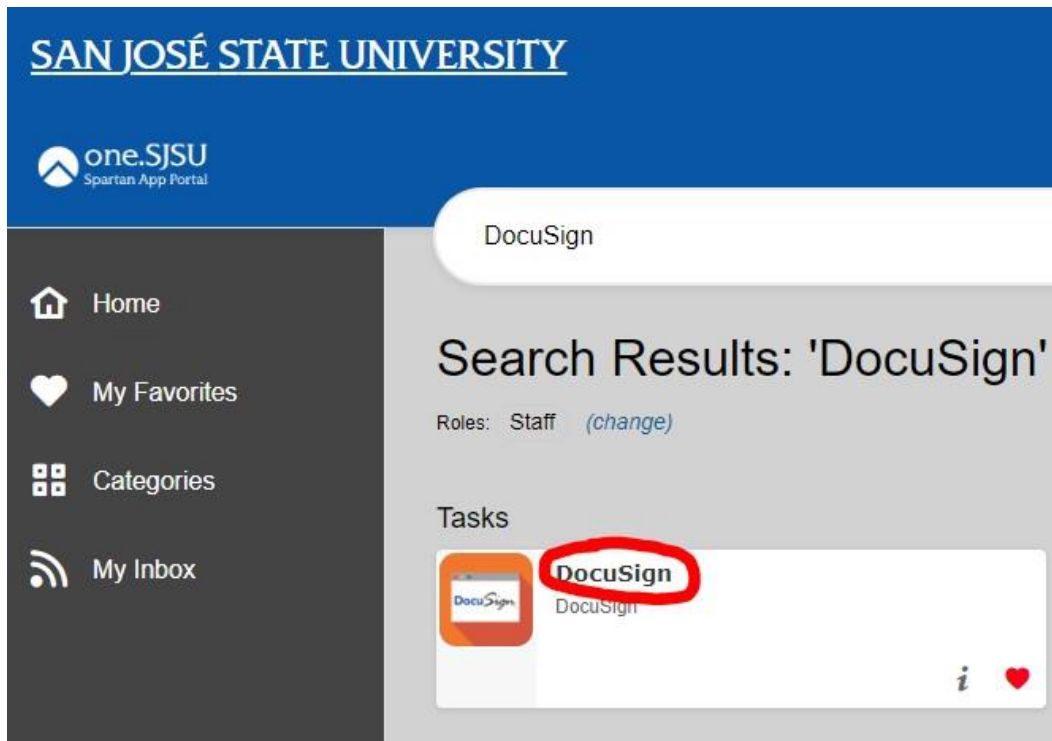 SAN JOSÉ STATE UNIVERSITY
one.SJSU
Spartan App Portal
DocuSign
Home
My Favorites
Categories
My Inbox
Search Results: 'DocuSign'
Roles: Staff (change)
Tasks
DocuSign
DocuSign
DocuSign
i